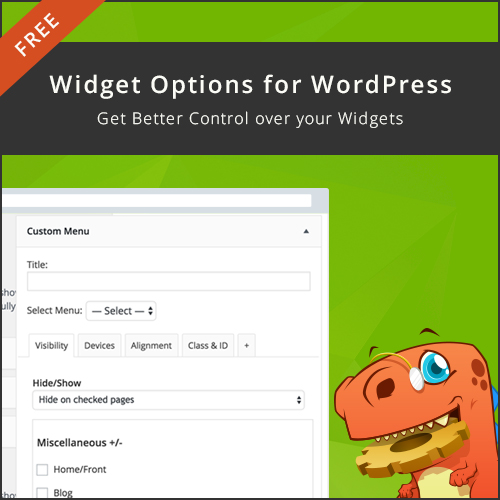 FREE
Widget Options for WordPress
Get Better Control over your Widgets
Custom Menu
Title:
Select Menu: — Select —
Visibility Devices Alignment Class & ID +
Hide/Show
Hide on checked pages
Miscellaneous +/-
Home/Front
Blog